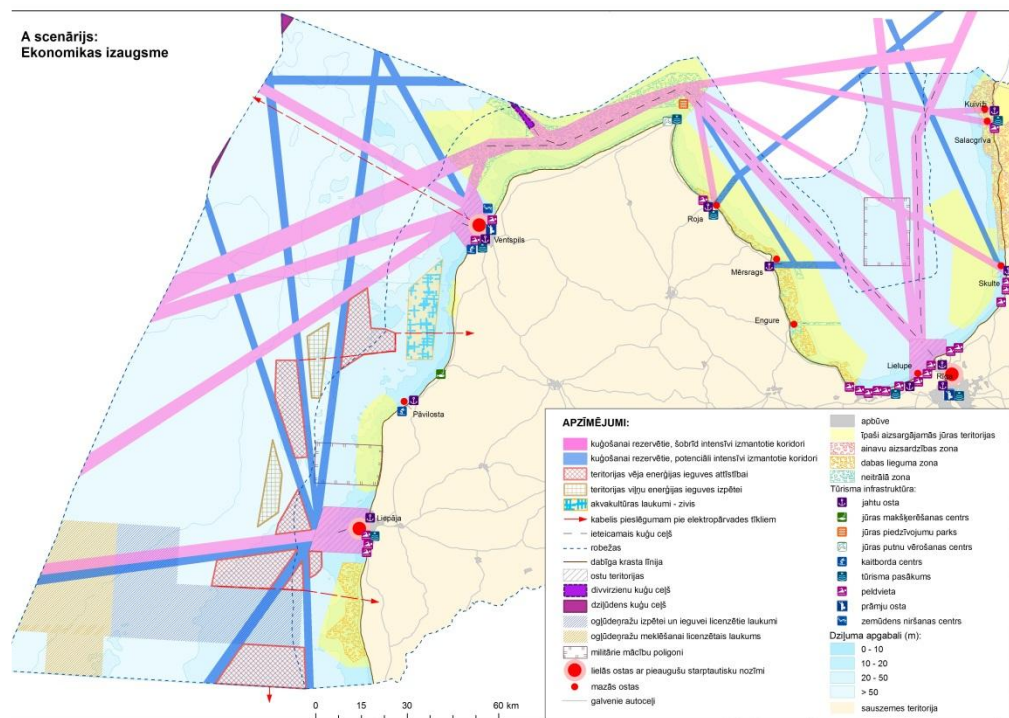 A scenārijs:
Ekonomikas izaugsme
Kuiviži
Salacgrīva
Ventspils
Roja
Mērsrags
Skulte
Engure
Lielupe
Rīga
Pāvilosta
Liepāja
APZĪMĒJUMI:
kuģošanai rezervētie, šobrīd intensīvi izmantotie koridori
kuģošanai rezervētie, potenciāli intensīvi izmantotie koridori
teritorijas vēja enerģijas ieguves attīstībai
teritorijas viļņu enerģijas ieguves izpētei
akvakultūras laukumi - zivis
kabelis pieslēgumam pie elektropārvades tīkliem
ieteicamais kuģu ceļš
robežas
dabīga krasta līnija
ostu teritorijas
divvirzienu kuģu ceļš
dziļūdens kuģu ceļš
ogļūdeņražu izpētei un ieguvei licenzētie laukumi
ogļūdeņražu meklēšanai licenzētais laukums
militārie mācību poligoni
lielās ostas ar pieaugušu starptautisku nozīmi
mazās ostas
galvenie autoceļi
apbūve
īpaši aizsargājamās jūras teritorijas
ainavu aizsardzības zona
dabas lieguma zona
neitrālā zona
Tūrisma infrastruktūra:
jahtu osta
jūras makšķerēšanas centrs
jūras piedzīvojumu parks
jūras putnu vērošanas centrs
kaitborda centrs
tūrisma pasākums
peldvieta
prāmju osta
zemūdens niršanas centrs
Dziļuma apgabali (m):
0 - 10
10 - 20
20 - 50
> 50
sauszemes teritorija
0 15 30 60 km